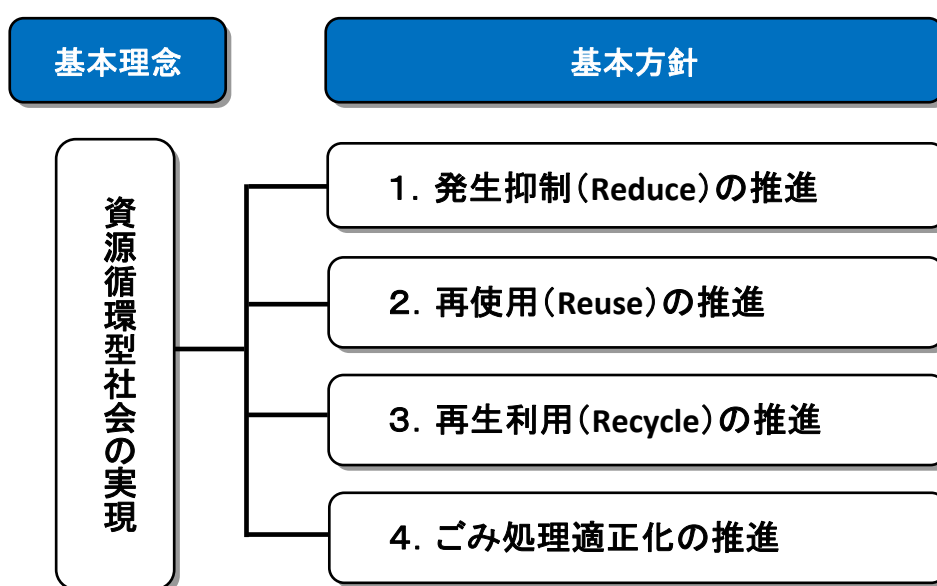 基本理念
基本方針
資源循環型社会の実現
1．発生抑制（Reduce）の推進
2．再使用（Reuse）の推進
3．再生利用（Recycle）の推進
4．ごみ処理適正化の推進